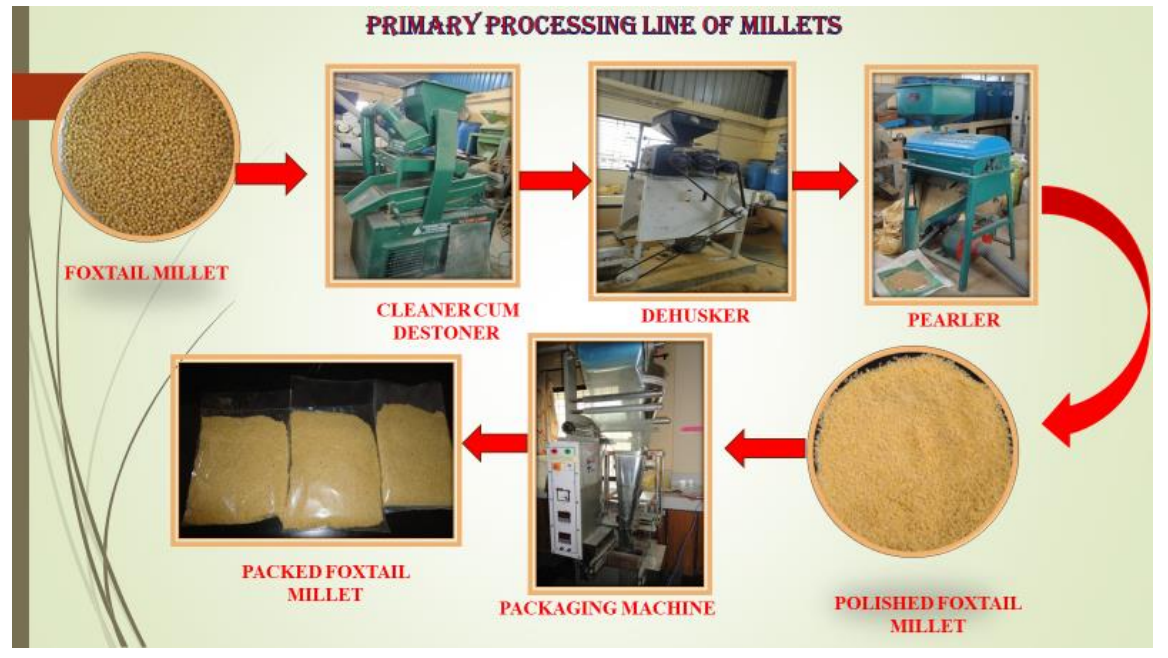 PRIMARY PROCESSING LINE OF MILLETS
FOXTAIL MILLET
CLEANER CUM
DESTONER
DEHUSKER
PEARLER
POLISHED FOXTAIL
MILLET
PACKAGING MACHINE
PACKED FOXTAIL
MILLET